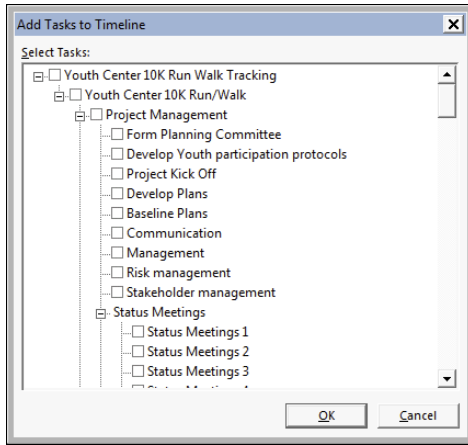 Add Tasks to Timeline
Select Tasks:
Youth Center 10K Run Walk Tracking
Youth Center 10K Run/Walk
Project Management
Form Planning Committee
Develop Youth participation protocols
Project Kick Off
Develop Plans
Baseline Plans
Communication
Management
Risk management
Stakeholder management
Status Meetings
Status Meetings 1
Status Meetings 2
Status Meetings 3
OK Cancel